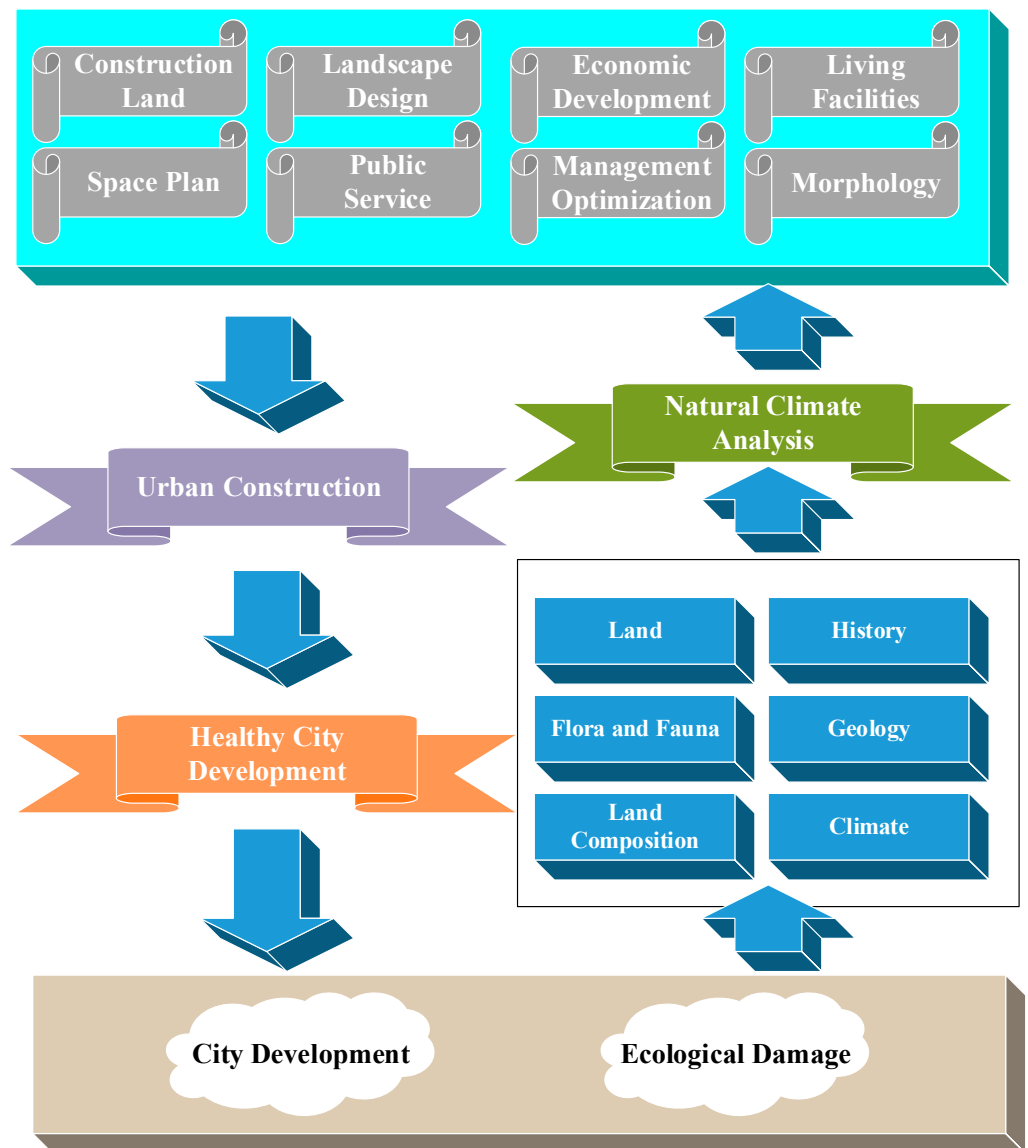 Construction
Land
Landscape
Design
Economic
Development
Living
Facilities
Space Plan
Public
Service
Management
Optimization
Morphology
Natural Climate
Analysis
Urban Construction
Land
History
Healthy City
Development
Flora and Fauna
Geology
Land
Composition
Climate
City Development
Ecological Damage